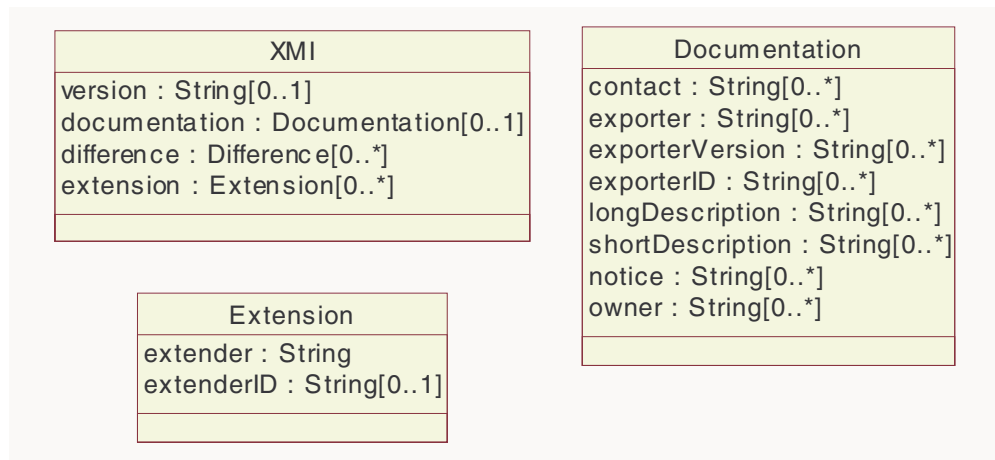 XMI
version : String[0..1]
documentation : Documentation[0..1]
difference : Difference[0..*]
extension : Extension[0..*]
Documentation
contact : String[0..*]
exporter : String[0..*]
exporterVersion : String[0..*]
exporterID : String[0..*]
longDescription : String[0..*]
shortDescription : String[0..*]
notice : String[0..*]
owner : String[0..*]
Extension
extender : String
extenderID : String[0..1]